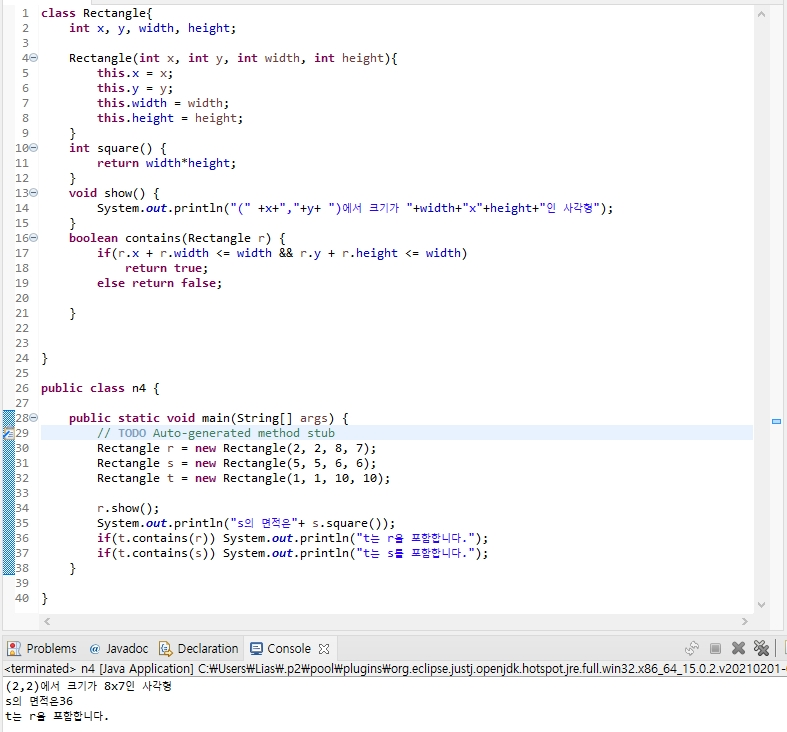 1 class Rectangle{
2     int x, y, width, height;
3
4     Rectangle(int x, int y, int width, int height){
5         this.x = x;
6         this.y = y;
7         this.width = width;
8         this.height = height;
9     }
10     int square() {
11         return width*height;
12     }
13     void show() {
14         System.out.println("(" +x+","+y+ ")에서 크기가 "+width+"x"+height+"인 사각형");
15     }
16     boolean contains(Rectangle r) {
17         if(r.x + r.width <= width && r.y + r.height <= width)
18             return true;
19         else return false;
20
21     }
22
23
24 }
25
26 public class n4 {
27
28     public static void main(String[] args) {
29         // TODO Auto-generated method stub
30         Rectangle r = new Rectangle(2, 2, 8, 7);
31         Rectangle s = new Rectangle(5, 5, 6, 6);
32         Rectangle t = new Rectangle(1, 1, 10, 10);
33
34         r.show();
35         System.out.println("s의 면적은"+ s.square());
36         if(t.contains(r)) System.out.println("t는 r을 포함합니다.");
37         if(t.contains(s)) System.out.println("t는 s를 포함합니다.");
38     }
39
40 }
Problems @ Javadoc Declaration Console
<terminated> n4 [Java Application] C:₩Users₩Lias₩.p2₩pool₩plugins₩org.eclipse.justj.openjdk.hotspot.jre.full.win32.x86_64_15.0.2.v20210201-
(2,2)에서 크기가 8x7인 사각형
s의 면적은36
t는 r을 포함합니다.